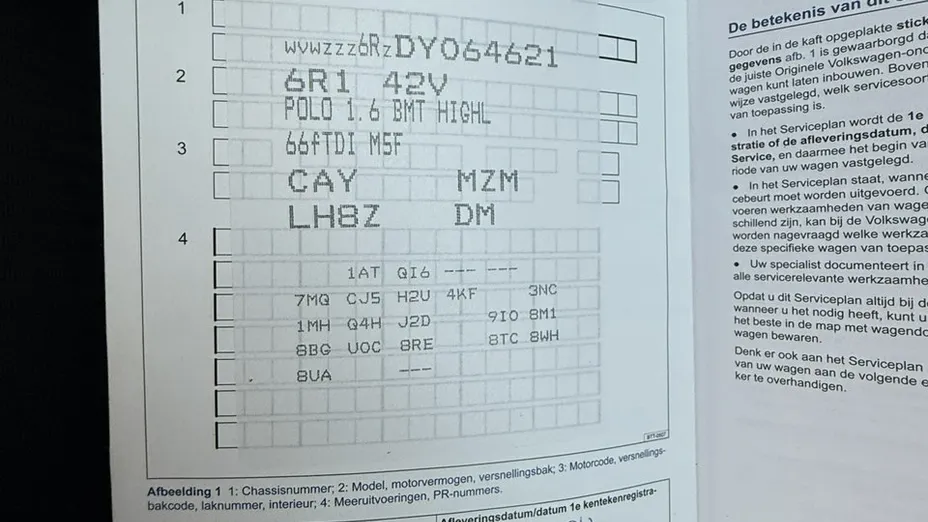 1
WVWZZZ6RZDY064621
2
6R1 42V
POLO 1.6 BMT HIGHL
66fTDI M5F
3
CAY MZM
LH8Z DM
4
1AT QI6 --- ---
7MQ CJ5 H2U 4KF 3NC
1MH Q4H J2D 9IO 8M1
8BG UOC 8RE 8TC 8WH
8UA ---
Afbeelding 1 1: Chassisnummer; 2: Model, motorvermogen, versnellingsbak; 3: Motorcode, versnellings-
bakcode, laknummer, interieur; 4: Meeruitvoeringen, PR-nummers.
Afleveringsdatum/datum 1e kentekenregistra-
De betekenis van dit
Door de in de kaft opgeplakte stick
gegevens afb. 1 is gewaarborgd da
de juiste Originele Volkswagen-ond
wagen kunt laten inbouwen. Boven
wijze vastgelegd, welk servicesoort
van toepassing is.
• In het Serviceplan wordt de 1e
stratie of de afleveringsdatum, d
Service, en daarmee het begin va
riode van uw wagen vastgelegd.
• In het Serviceplan staat, wanne
cebeurt moet worden uitgevoerd. O
voeren werkzaamheden van wage
schillend zijn, kan bij de Volkswag
worden nagevraagd welke werkza
deze specifieke wagen van toepas
• Uw specialist documenteert in
alle servicerelevante werkzaamhe
Opdat u dit Serviceplan altijd bij d
wanneer u het nodig heeft, kunt u
het beste in de map met wagendo
wagen bewaren.
Denk er ook aan het Serviceplan
van uw wagen aan de volgende e
ker te overhandigen.